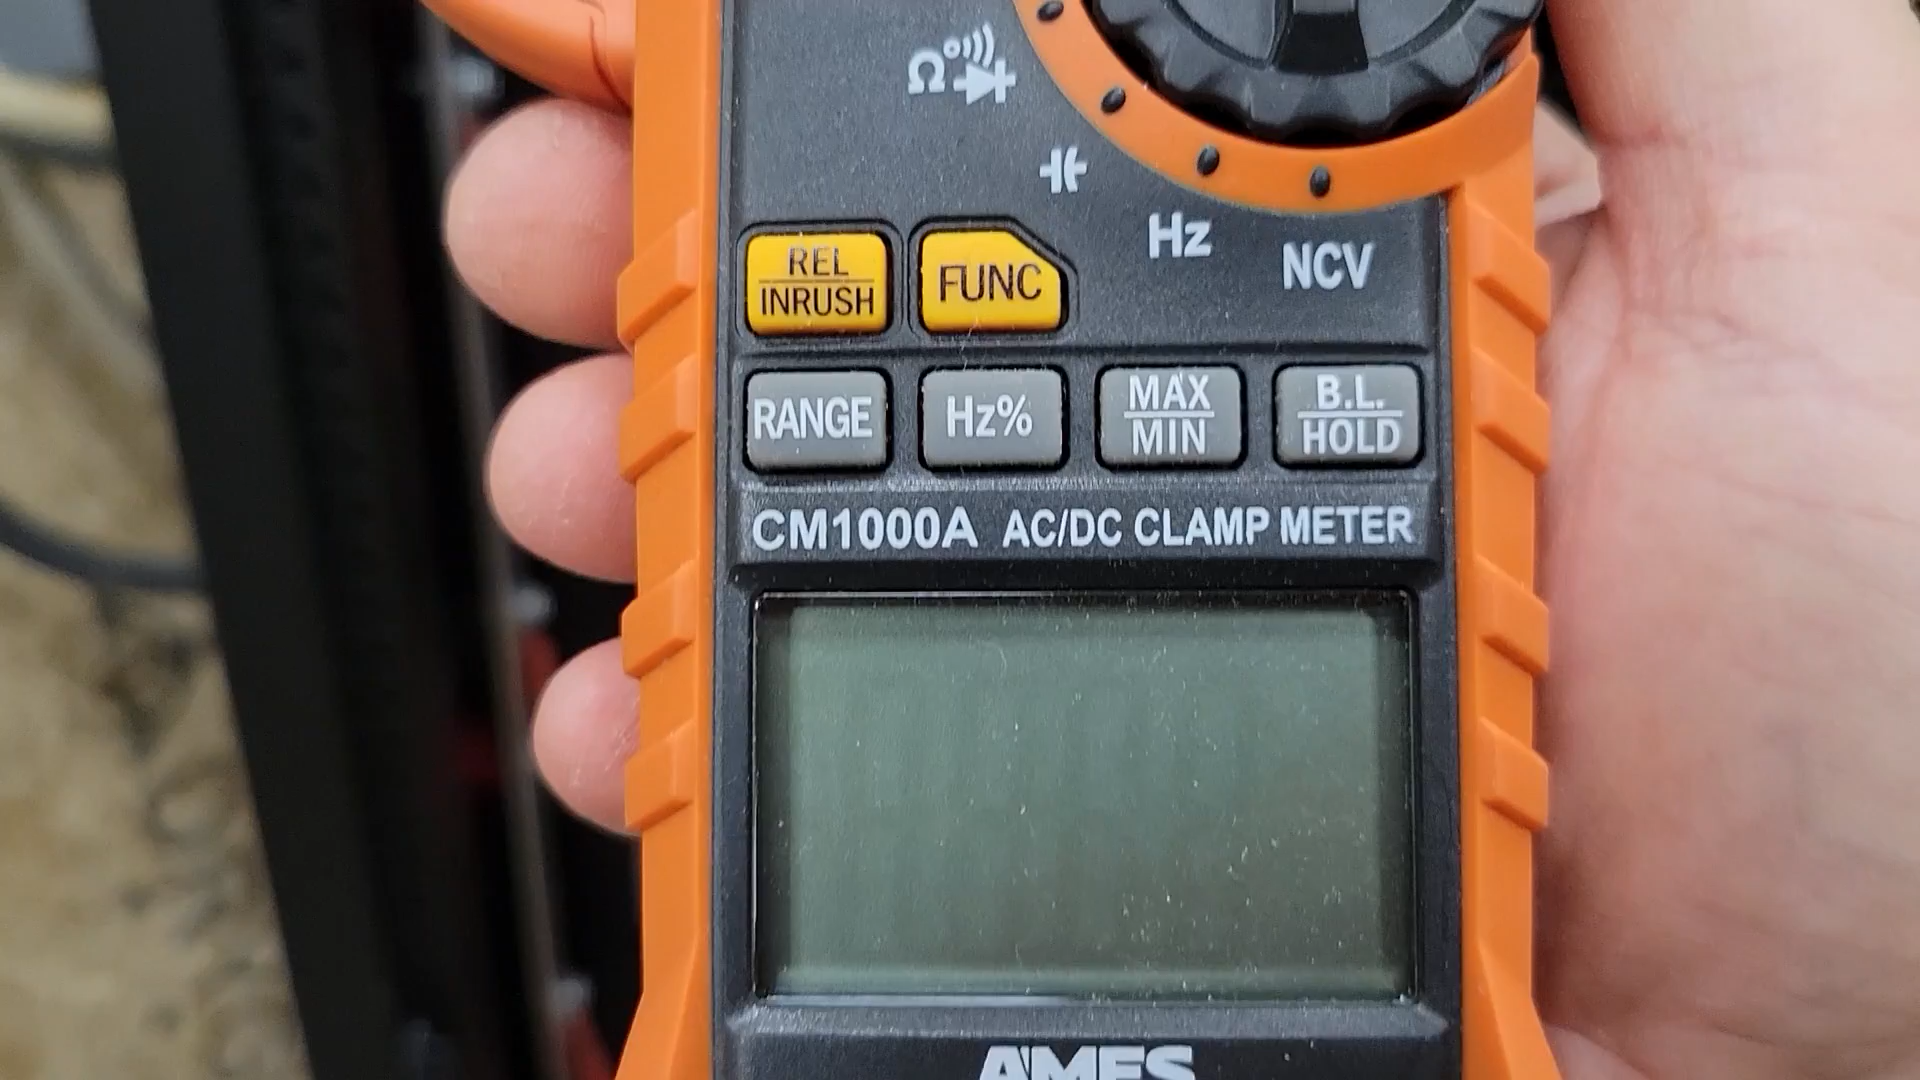 Ω
Hz
NCV
REL
INRUSH
FUNC
RANGE
Hz%
MAX
MIN
B.L.
HOLD
CM1000A AC/DC CLAMP METER
AMES